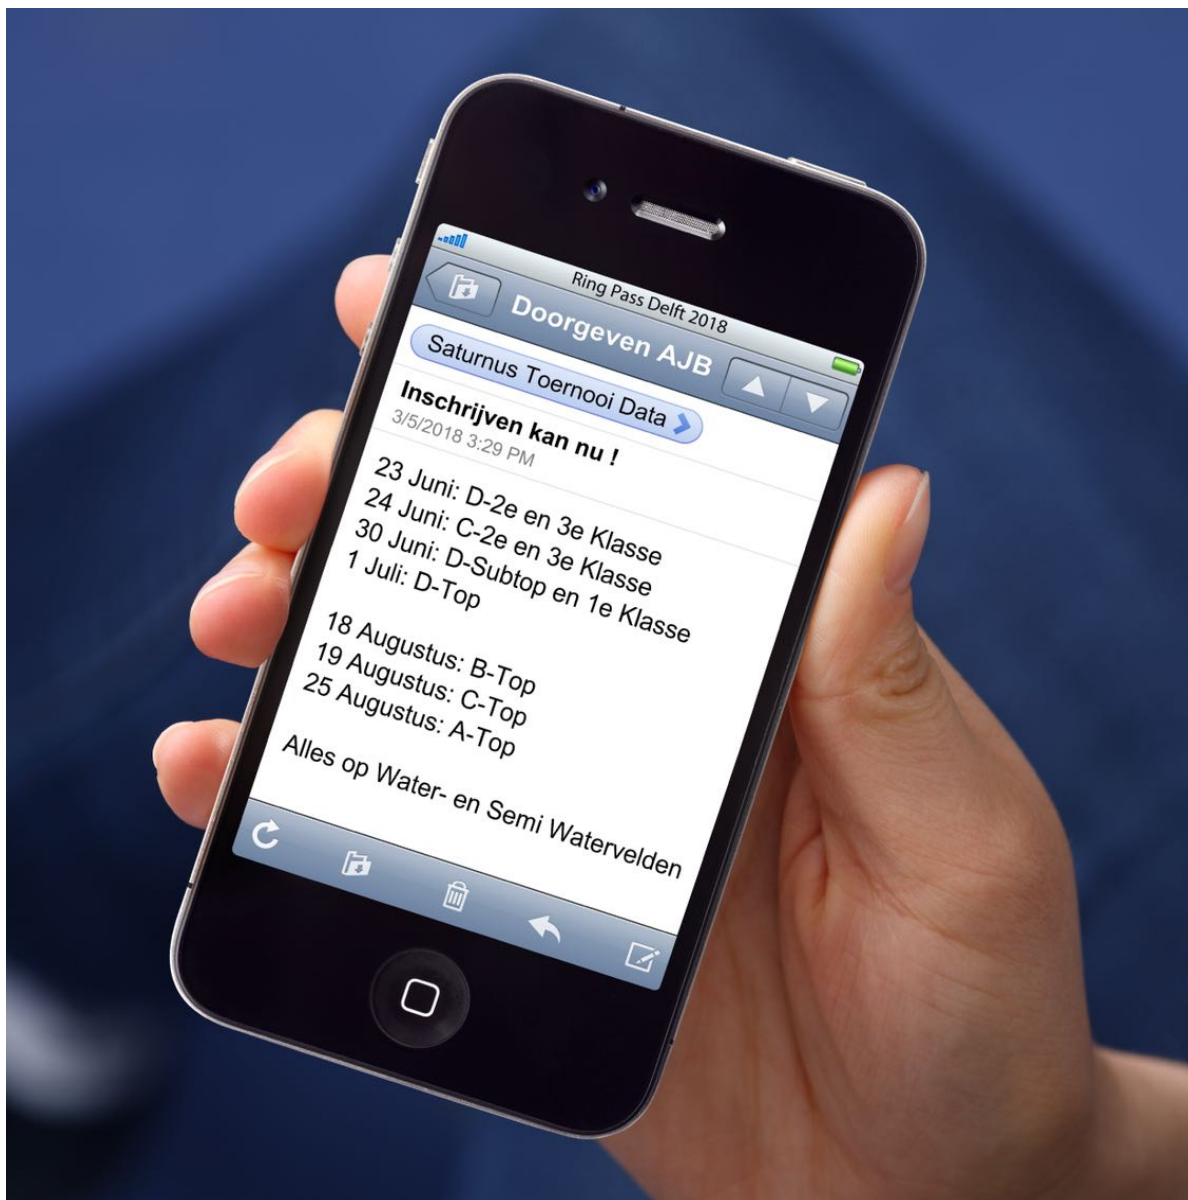 Ring Pass Delft 2018
Doorgeven AJB
Saturnus Toernooi Data
Inschrijven kan nu !
3/5/2018 3:29 PM
23 Juni: D-2e en 3e Klasse
24 Juni: C-2e en 3e Klasse
30 Juni: D-Subtop en 1e Klasse
1 Juli: D-Top
18 Augustus: B-Top
19 Augustus: C-Top
25 Augustus: A-Top
Alles op Water- en Semi Watervelden